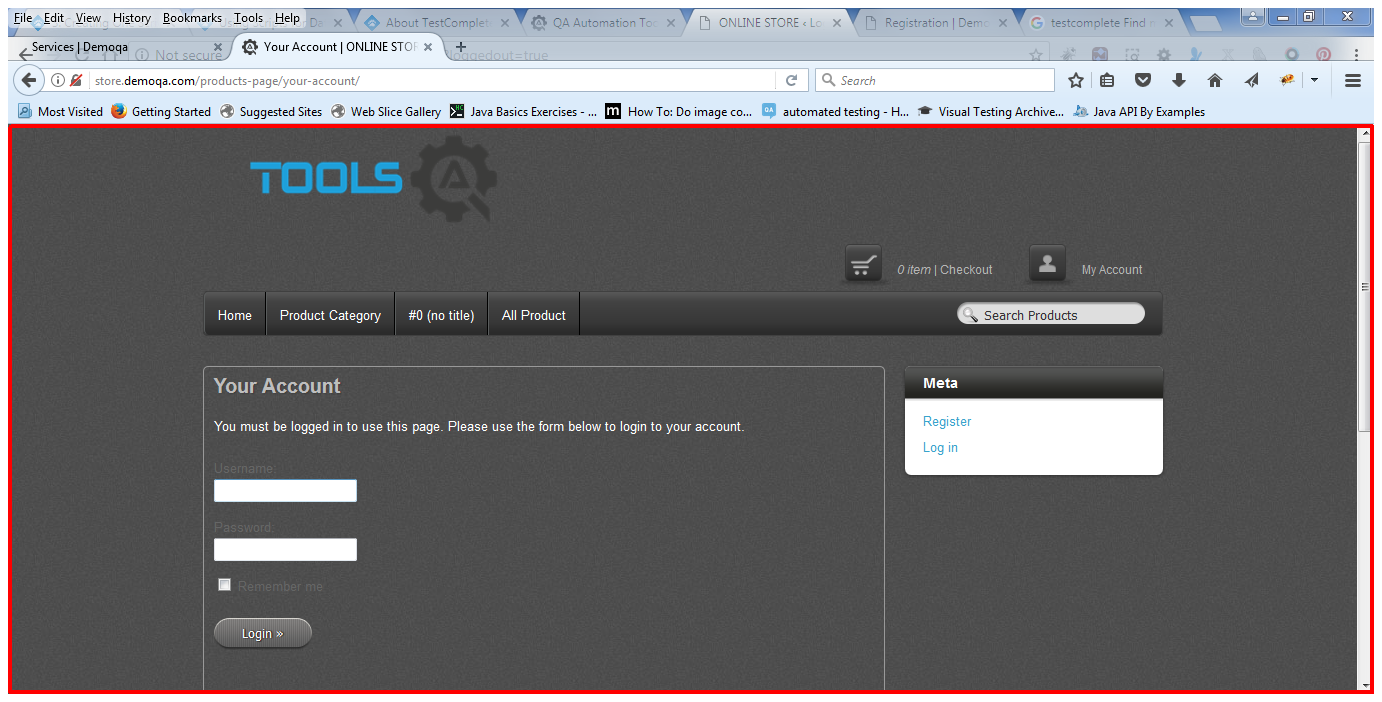 File Edit View History Bookmarks Tools Help
About TestComplet
QA Automation Too
ONLINE STORE ‹ Lo
Registration | Demo
testcomplete Find m
Services | Demoqa
Your Account | ONLINE STOR
Not secure
loggedout=true
store.demoqa.com/products-page/your-account/
Search
Most Visited Getting Started Suggested Sites Web Slice Gallery Java Basics Exercises - ... How To: Do image co... automated testing - H... Visual Testing Archive... Java API By Examples
TOOLS QA
0 item | Checkout
My Account
Home Product Category #0 (no title) All Product
Search Products
Your Account
You must be logged in to use this page. Please use the form below to login to your account.
Username:
Password:
Remember me
Login »
Meta
Register
Log in